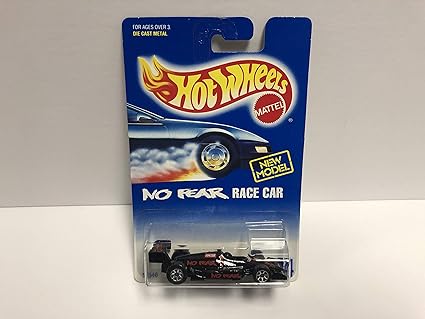 FOR AGES OVER 3
DIE CAST METAL
Hot Wheels
MATTEL
NEW MODEL
NO FEAR RACE CAR
NO FEAR